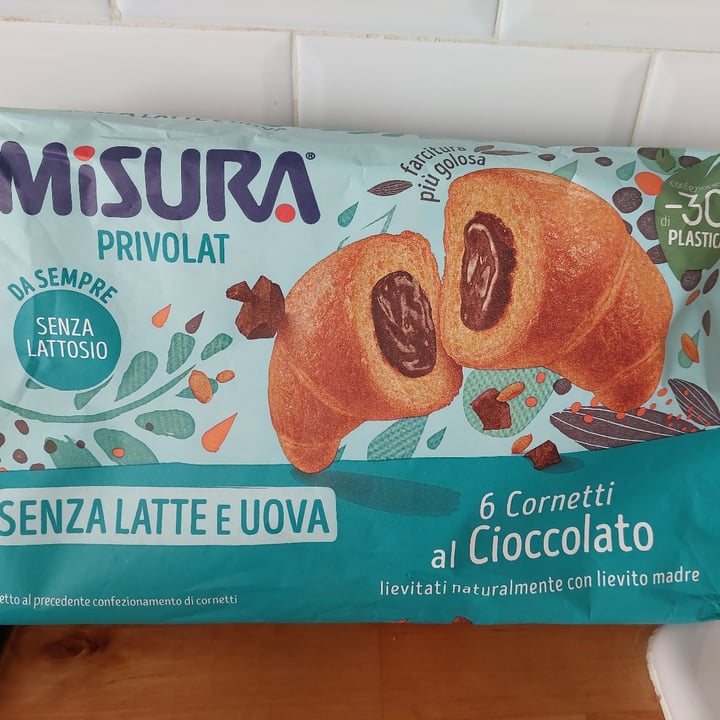 MiSURA®
PRIVOLAT
farcitura
più golosa
-30
di PLASTICA
DA SEMPRE
SENZA
LATTOSIO
SENZA LATTE E UOVA
6 Cornetti
al Cioccolato
lievitati naturalmente con lievito madre
al precedente confezionamento di cornetti